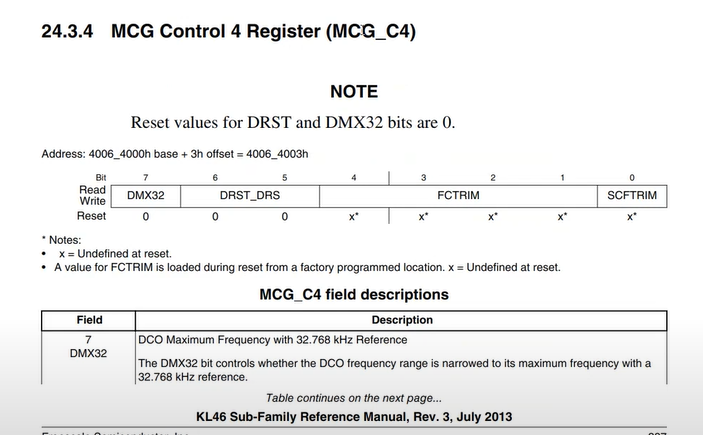 24.3.4 MCG Control 4 Register (MCG_C4)
NOTE
Reset values for DRST and DMX32 bits are 0.
Address: 4006_4000h base + 3h offset = 4006_4003h
Bit 7 6 5 4 3 2 1 0
Read
Write
DMX32 DRST_DRS FCTRIM SCFTRIM
Reset 0 0 0 x* x* x* x* x*
* Notes:
• x = Undefined at reset.
• A value for FCTRIM is loaded during reset from a factory programmed location. x = Undefined at reset.
MCG_C4 field descriptions
Field Description
7
DMX32
DCO Maximum Frequency with 32.768 kHz Reference
The DMX32 bit controls whether the DCO frequency range is narrowed to its maximum frequency with a
32.768 kHz reference.
Table continues on the next page...
KL46 Sub-Family Reference Manual, Rev. 3, July 2013